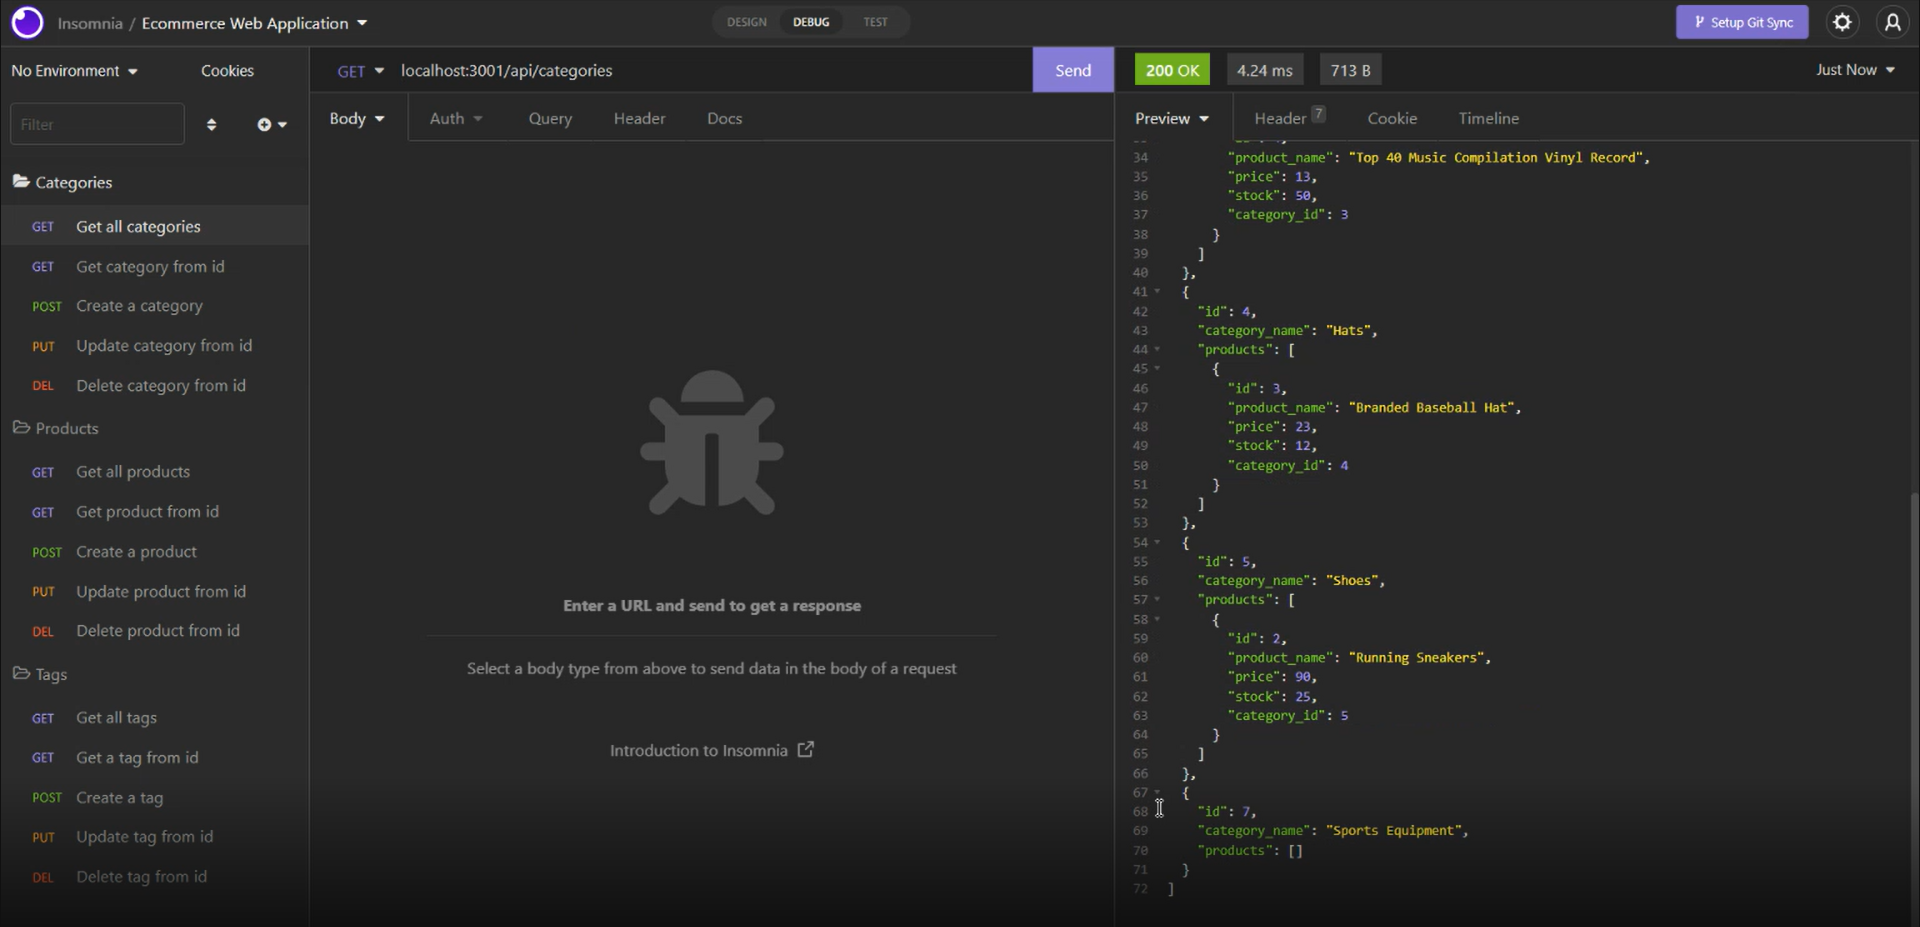 Insomnia / Ecommerce Web Application
DESIGN DEBUG TEST
Setup Git Sync
No Environment
Cookies
Filter
Categories
GET Get all categories
GET Get category from id
POST Create a category
PUT Update category from id
DEL Delete category from id
Products
GET Get all products
GET Get product from id
POST Create a product
PUT Update product from id
DEL Delete product from id
Tags
GET Get all tags
GET Get a tag from id
POST Create a tag
PUT Update tag from id
DEL Delete tag from id
GET localhost:3001/api/categories
Send
Body Auth Query Header Docs
Enter a URL and send to get a response
Select a body type from above to send data in the body of a request
Introduction to Insomnia
200 OK 4.24 ms 713 B
Just Now
Preview Header 7 Cookie Timeline
34 "product_name": "Top 40 Music Compilation Vinyl Record",
35 "price": 13,
36 "stock": 50,
37 "category_id": 3
38 }
39 ]
40 },
41 {
42 "id": 4,
43 "category_name": "Hats",
44 "products": [
45 {
46 "id": 3,
47 "product_name": "Branded Baseball Hat",
48 "price": 23,
49 "stock": 12,
50 "category_id": 4
51 }
52 ]
53 },
54 {
55 "id": 5,
56 "category_name": "Shoes",
57 "products": [
58 {
59 "id": 2,
60 "product_name": "Running Sneakers",
61 "price": 90,
62 "stock": 25,
63 "category_id": 5
64 }
65 ]
66 },
67 {
68 "id": 7,
69 "category_name": "Sports Equipment",
70 "products": []
71 }
72 ]